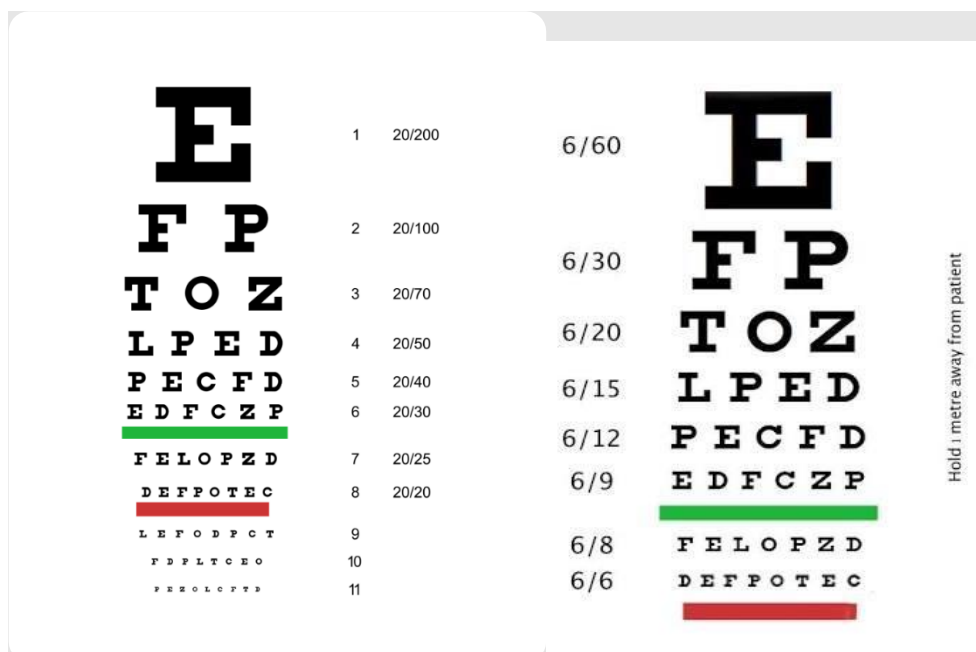 E 1 20/200
F P 2 20/100
T O Z 3 20/70
L P E D 4 20/50
P E C F D 5 20/40
E D F C Z P 6 20/30
F E L O P Z D 7 20/25
D E F P O T E C 8 20/20
L E F O D P C T 9
F D P L T C E O 10
P E Z O L C F T D 11
6/60 E
6/30 F P
6/20 T O Z
6/15 L P E D
6/12 P E C F D
6/9 E D F C Z P
6/8 F E L O P Z D
6/6 D E F P O T E C
Hold 1 metre away from patient